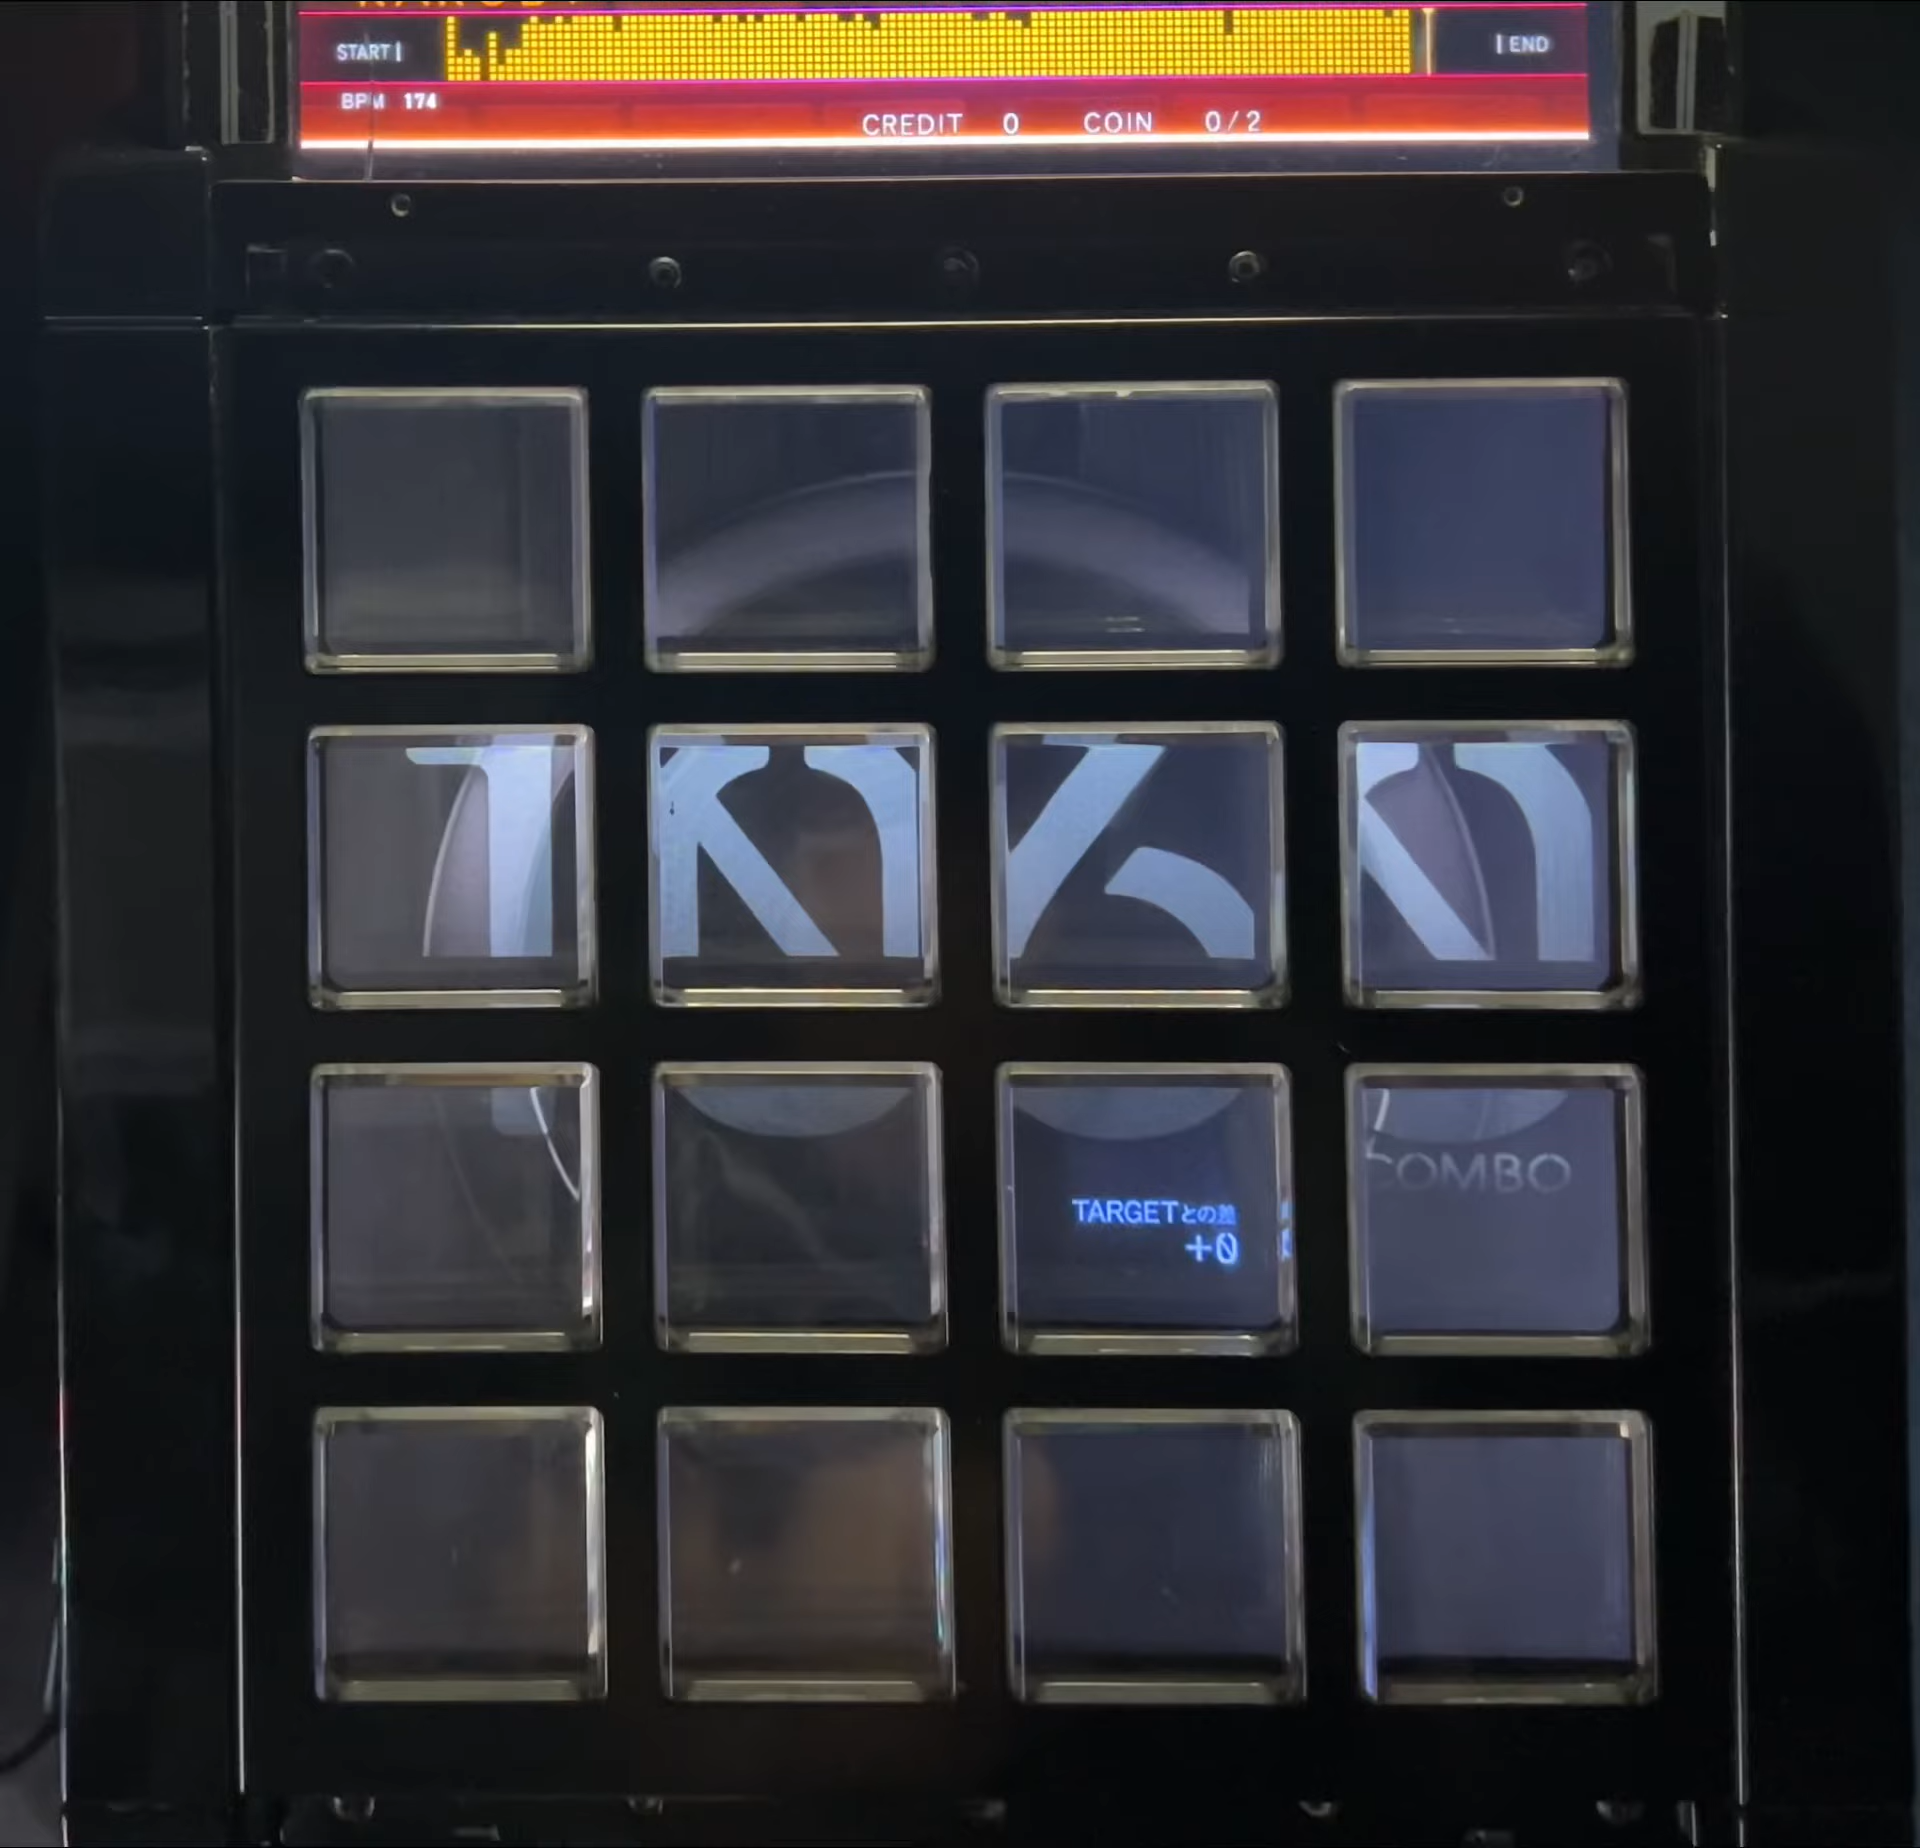 START
END
BPM 174
CREDIT 0 COIN 0/2
1060
TARGETとの差
+0
COMBO